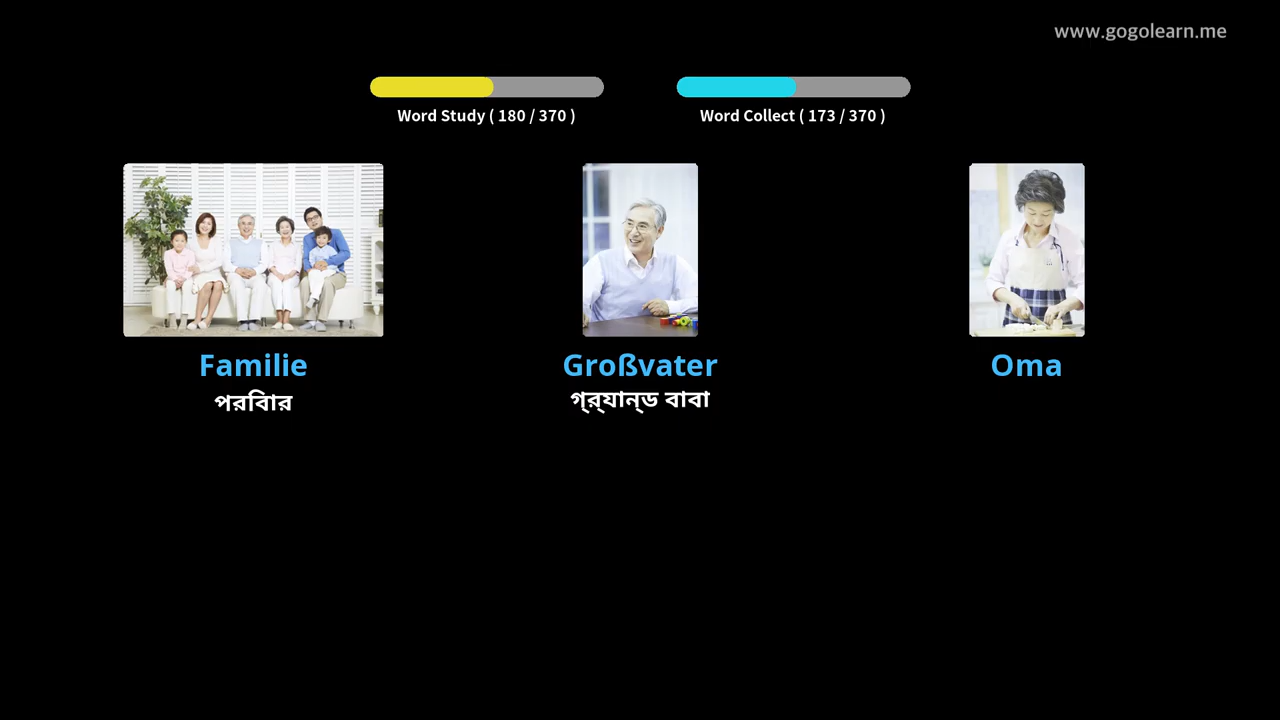 www.gogolearn.me
Word Study ( 180 / 370 )
Word Collect ( 173 / 370 )
Familie
Großvater
Oma
পরিবার
গ্র্যান্ড বাবা